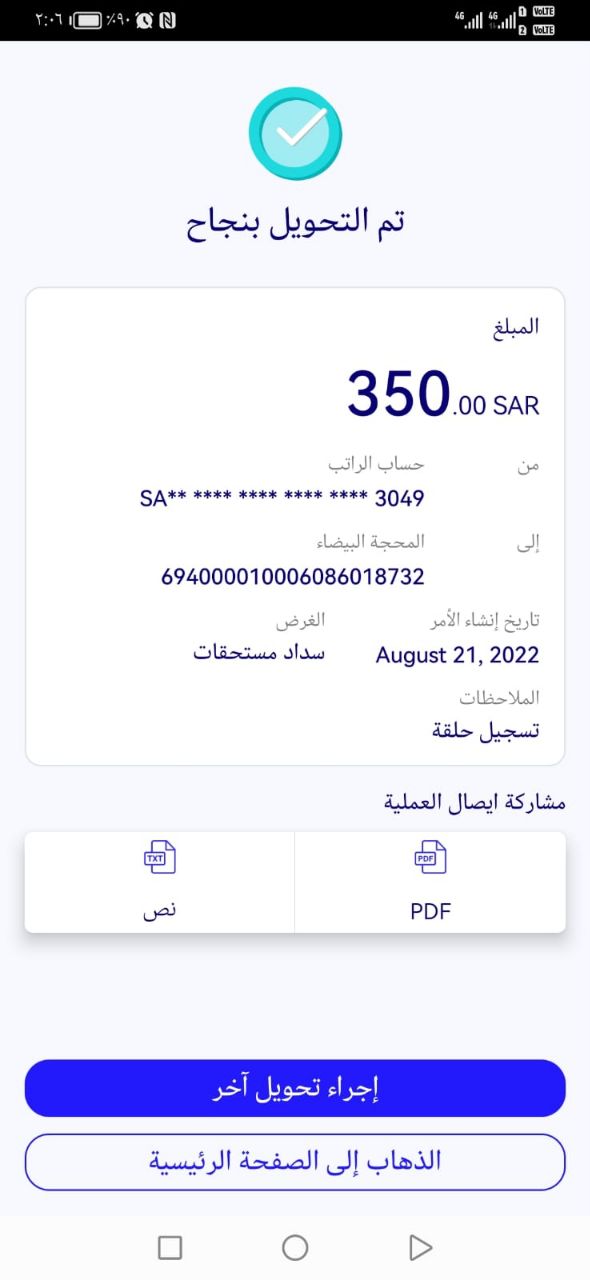 ٢:٠٦ ٪٩٠ 4G 4G 1 VoLTE 2 VoLTE
تم التحويل بنجاح
المبلغ
350.00 SAR
من حساب الراتب
SA** **** **** **** **** 3049
إلى المحجة البيضاء
694000010006086018732
تاريخ إنشاء الأمر الغرض
August 21, 2022 سداد مستحقات
الملاحظات
تسجيل حلقة
مشاركة ايصال العملية
PDF TXT
PDF نص
إجراء تحويل آخر
الذهاب إلى الصفحة الرئيسية